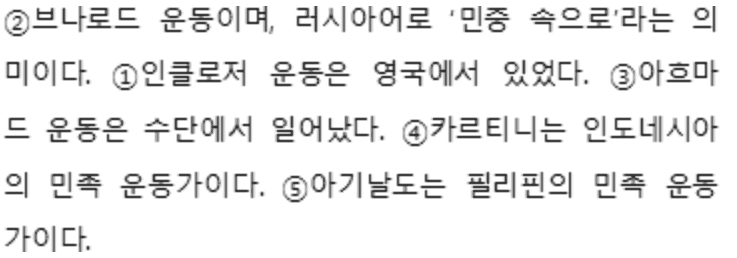 ②브나로드 운동이며, 러시아어로 ‘민중 속으로’라는 의
미이다. ①인클로저 운동은 영국에서 있었다. ③아흐마
드 운동은 수단에서 일어났다. ④카르티니는 인도네시아
의 민족 운동가이다. ⑤아기날도는 필리핀의 민족 운동
가이다.